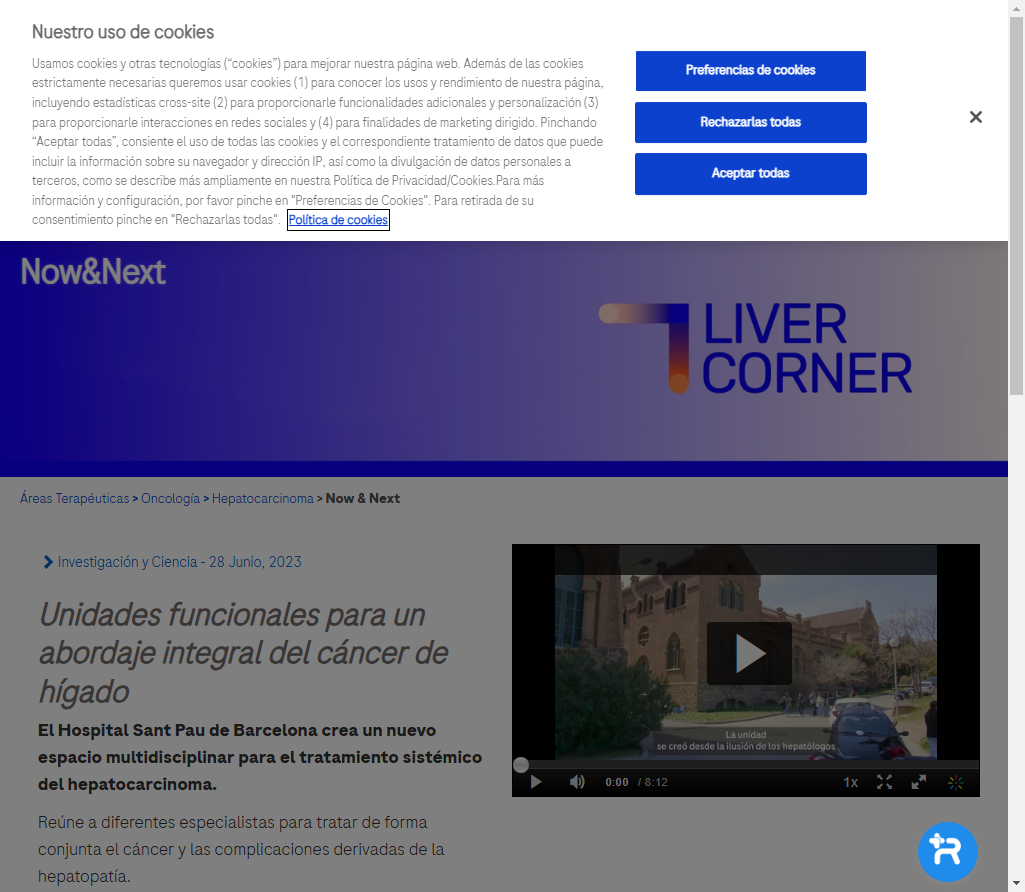 Nuestro uso de cookies
Usamos cookies y otras tecnologías (“cookies”) para mejorar nuestra página web. Además de las cookies
estrictamente necesarias queremos usar cookies (1) para conocer los usos y rendimiento de nuestra página,
incluyendo estadísticas cross-site (2) para proporcionarle funcionalidades adicionales y personalización (3)
para proporcionarle interacciones en redes sociales y (4) para finalidades de marketing dirigido. Pinchando
“Aceptar todas”, consiente el uso de todas las cookies y el correspondiente tratamiento de datos que puede
incluir la información sobre su navegador y dirección IP, así como la divulgación de datos personales a
terceros, como se describe más ampliamente en nuestra Política de Privacidad/Cookies.Para más
información y configuración, por favor pinche en "Preferencias de Cookies". Para retirada de su
consentimiento pinche en "Rechazarlas todas". Política de cookies
Preferencias de cookies
Rechazarlas todas
Aceptar todas
Now&Next
LIVER
CORNER
Áreas Terapéuticas > Oncología > Hepatocarcinoma > Now & Next
Investigación y Ciencia - 28 Junio, 2023
Unidades funcionales para un
abordaje integral del cáncer de
hígado
El Hospital Sant Pau de Barcelona crea un nuevo
espacio multidisciplinar para el tratamiento sistémico
del hepatocarcinoma.
Reúne a diferentes especialistas para tratar de forma
conjunta el cáncer y las complicaciones derivadas de la
hepatopatía.
La unidad
se creó desde la ilusión de los hepatólogos
0:00 / 8:12
1x